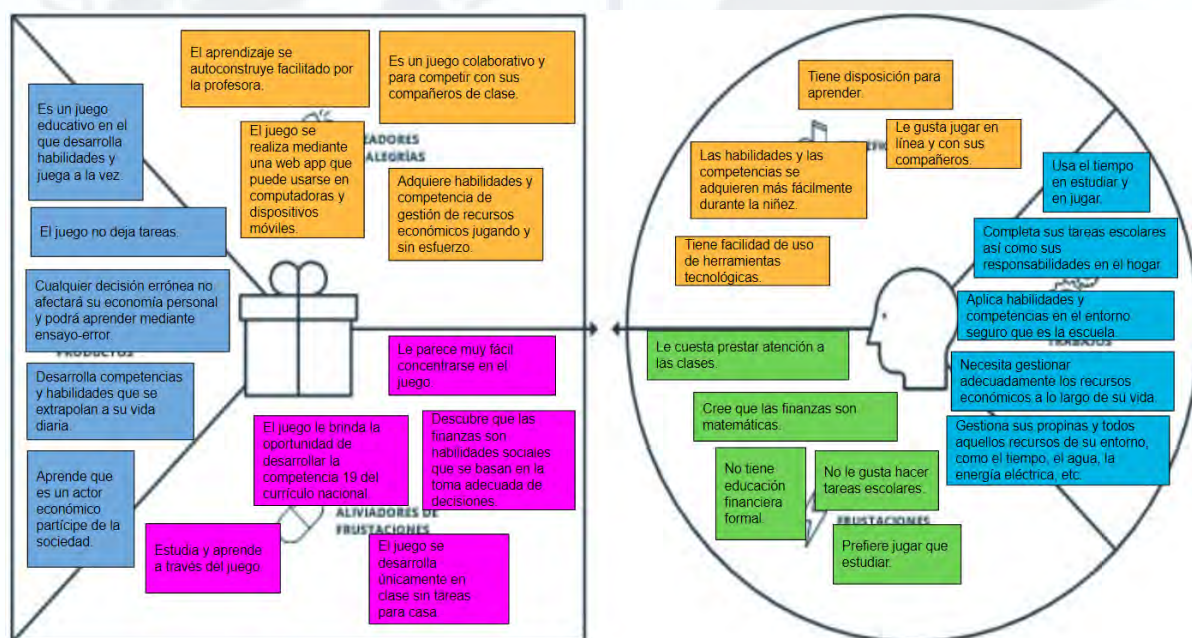 El aprendizaje se
autoconstruye facilitado por
la profesora.
Es un juego colaborativo y
para competir con sus
compañeros de clase.
Es un juego
educativo en el
que desarrolla
habilidades y
juega a la vez.
El juego se
realiza mediante
una web app que
puede usarse en
computadoras y
dispositivos
móviles.
ALEGRÍAS
Adquiere habilidades y
competencia de
gestión de recursos
económicos jugando y
sin esfuerzo.
El juego no deja tareas.
Cualquier decisión errónea no
afectará su economía personal
y podrá aprender mediante
ensayo-error.
PRODUCTOS
Desarrolla competencias
y habilidades que se
extrapolan a su vida
diaria.
Aprende que
es un actor
económico
partícipe de la
sociedad.
Le parece muy fácil
concentrarse en el
juego.
El juego le brinda la
oportunidad de
desarrollar la
competencia 19 del
currículo nacional.
Descubre que las
finanzas son
habilidades sociales
que se basan en la
toma adecuada de
decisiones.
ALIVIADORES DE
FRUSTACIONES
Estudia y aprende
a través del juego.
El juego se
desarrolla
únicamente en
clase sin tareas
para casa.
Tiene disposición para
aprender.
Le gusta jugar en
línea y con sus
compañeros.
Las habilidades y las
competencias se
adquieren más fácilmente
durante la niñez.
Tiene facilidad de uso
de herramientas
tecnológicas.
Usa el tiempo
en estudiar y
en jugar.
Completa sus tareas escolares
así como sus
responsabilidades en el hogar.
Aplica habilidades y
competencias en el entorno
seguro que es la escuela.
TRABAJOS
Necesita gestionar
adecuadamente los recursos
económicos a lo largo de su vida.
Gestiona sus propinas y todos
aquellos recursos de su entorno,
como el tiempo, el agua, la
energía eléctrica, etc.
Le cuesta prestar atención a
las clases.
Cree que las finanzas son
matemáticas.
No tiene
educación
financiera
formal.
No le gusta hacer
tareas escolares.
FRUSTACIONES
Prefiere jugar que
estudiar.